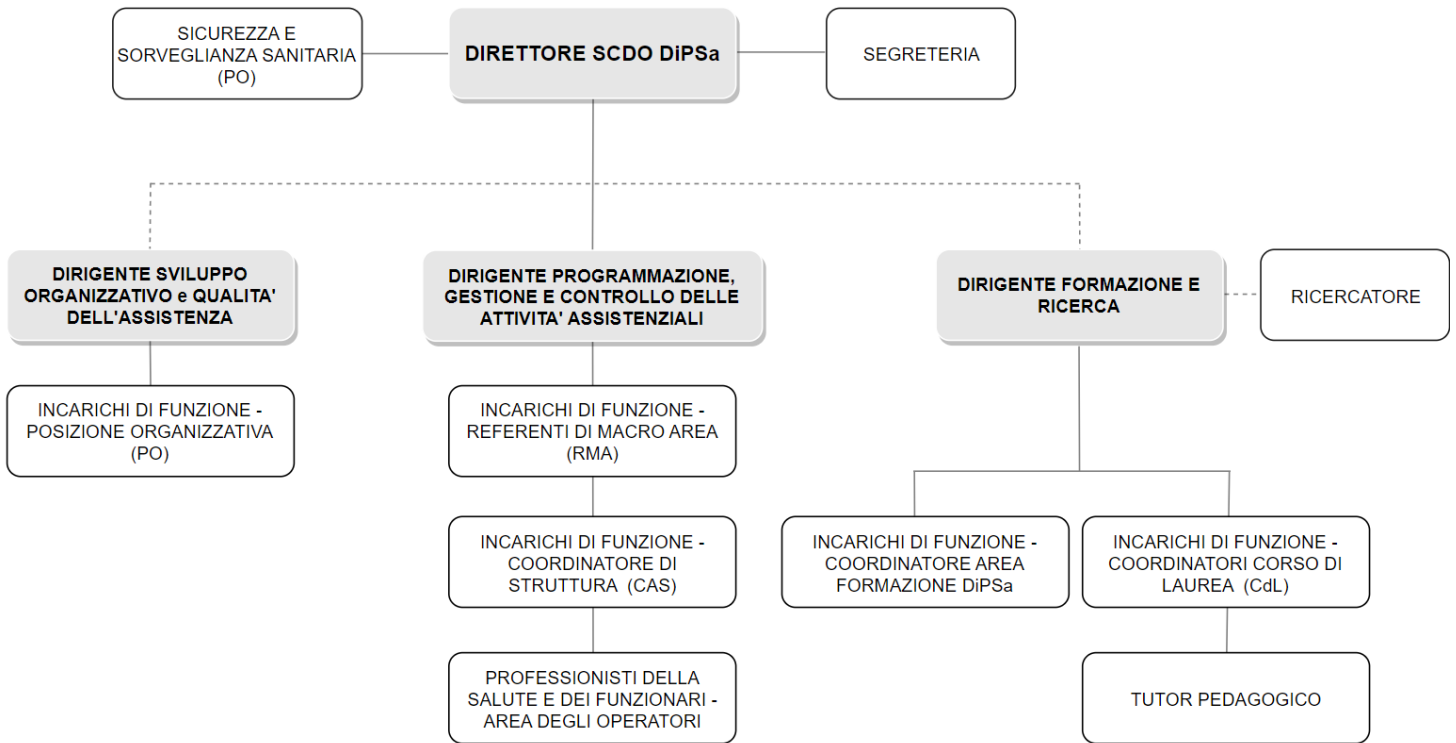 SICUREZZA E
SORVEGLIANZA SANITARIA
(PO)
DIRETTORE SCDO DiPSa
SEGRETERIA
DIRIGENTE SVILUPPO
ORGANIZZATIVO e QUALITA'
DELL'ASSISTENZA
DIRIGENTE PROGRAMMAZIONE,
GESTIONE E CONTROLLO DELLE
ATTIVITA' ASSISTENZIALI
DIRIGENTE FORMAZIONE E
RICERCA
RICERCATORE
INCARICHI DI FUNZIONE -
POSIZIONE ORGANIZZATIVA
(PO)
INCARICHI DI FUNZIONE -
REFERENTI DI MACRO AREA
(RMA)
INCARICHI DI FUNZIONE -
COORDINATORE DI
STRUTTURA (CAS)
INCARICHI DI FUNZIONE -
COORDINATORE AREA
FORMAZIONE DiPSa
INCARICHI DI FUNZIONE -
COORDINATORI CORSO DI
LAUREA (CdL)
PROFESSIONISTI DELLA
SALUTE E DEI FUNZIONARI -
AREA DEGLI OPERATORI
TUTOR PEDAGOGICO